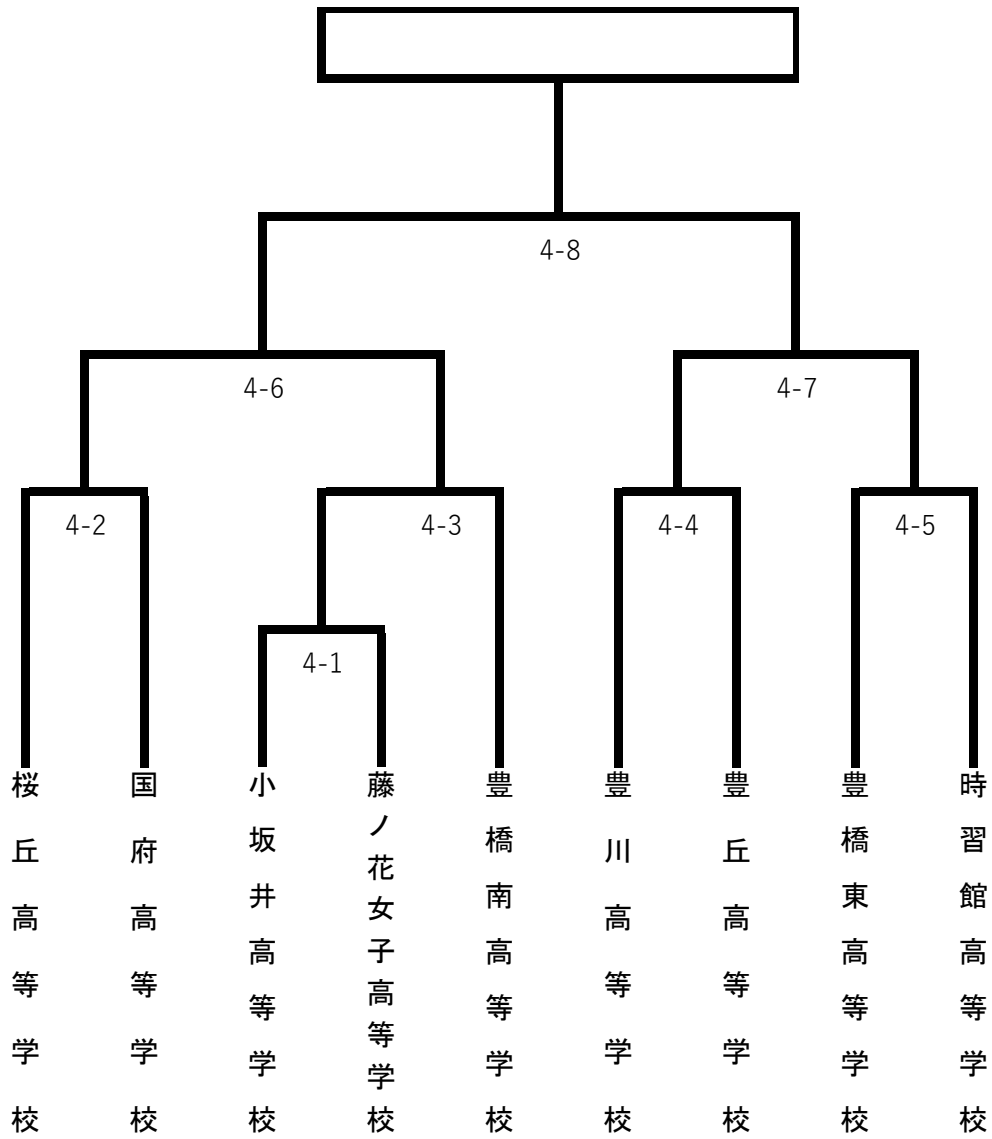 4-8
4-6
4-7
4-2
4-3
4-4
4-5
4-1
桜丘高等学校
国府高等学校
小坂井高等学校
藤ノ花女子高等学校
豊橋南高等学校
豊川高等学校
豊丘高等学校
豊橋東高等学校
時習館高等学校